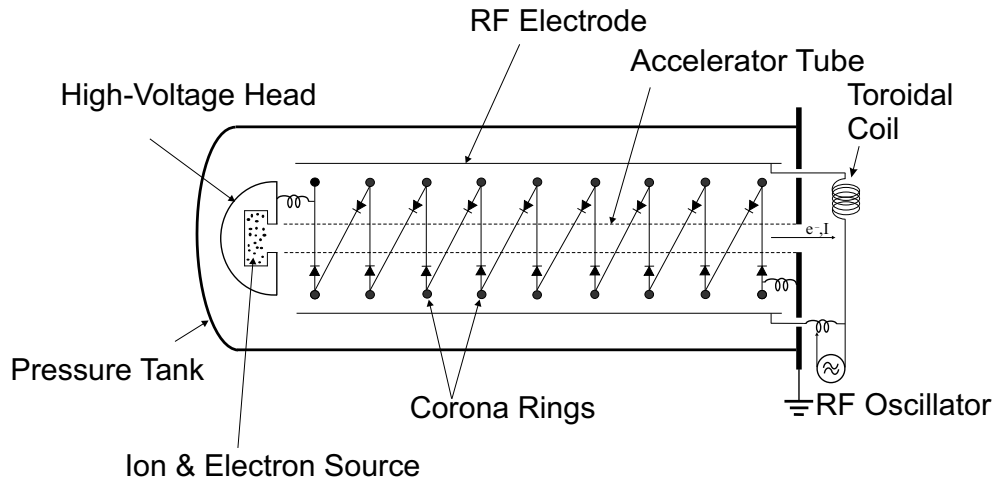 RF Electrode
Accelerator Tube
High-Voltage Head
Toroidal
Coil
e⁻,I
Pressure Tank
Corona Rings
RF Oscillator
Ion & Electron Source